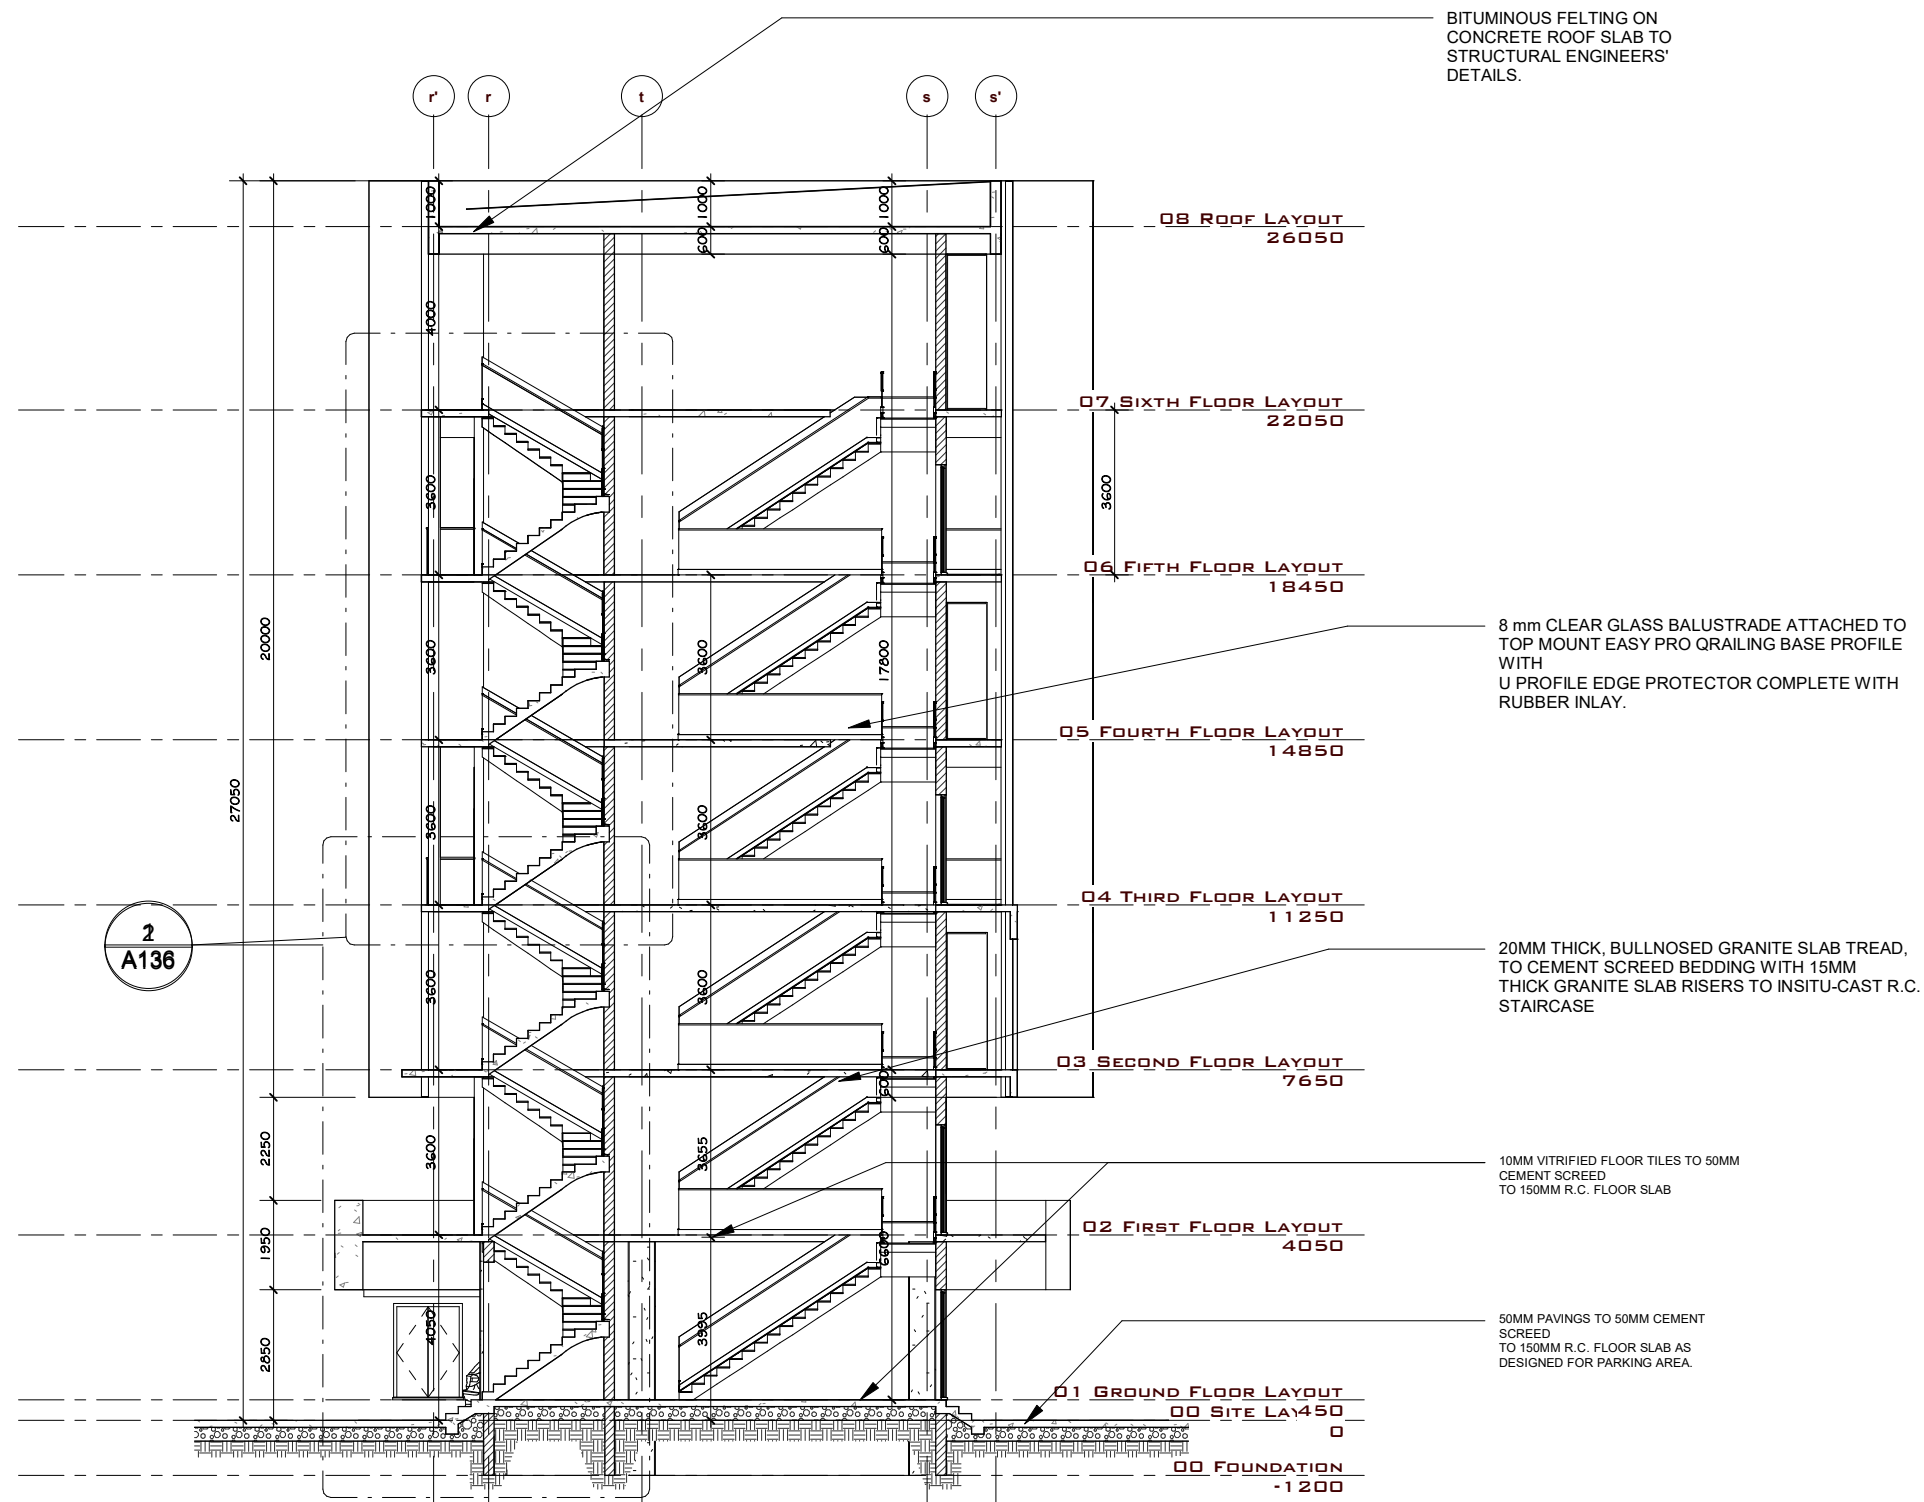 BITUMINOUS FELTING ON
CONCRETE ROOF SLAB TO
STRUCTURAL ENGINEERS'
DETAILS.
r' r t s s'
1000 1000 1000
08 ROOF LAYOUT
26050
600 600
4000
07 SIXTH FLOOR LAYOUT
22050
3600 3600
06 FIFTH FLOOR LAYOUT
18450
20000 3600 3600 17800
8 mm CLEAR GLASS BALUSTRADE ATTACHED TO
TOP MOUNT EASY PRO QRAILING BASE PROFILE
WITH
U PROFILE EDGE PROTECTOR COMPLETE WITH
RUBBER INLAY.
05 FOURTH FLOOR LAYOUT
14850
27050 3600 3600
04 THIRD FLOOR LAYOUT
11250
A136
3600 3600
20MM THICK, BULLNOSED GRANITE SLAB TREAD,
TO CEMENT SCREED BEDDING WITH 15MM
THICK GRANITE SLAB RISERS TO INSITU-CAST R.C.
STAIRCASE
03 SECOND FLOOR LAYOUT
7650
600
2250 3600 3655
10MM VITRIFIED FLOOR TILES TO 50MM
CEMENT SCREED
TO 150MM R.C. FLOOR SLAB
02 FIRST FLOOR LAYOUT
4050
1950 6600
2850 4050 3995
50MM PAVINGS TO 50MM CEMENT
SCREED
TO 150MM R.C. FLOOR SLAB AS
DESIGNED FOR PARKING AREA.
01 GROUND FLOOR LAYOUT
00 SITE LAY 450
0
00 FOUNDATION
-1200